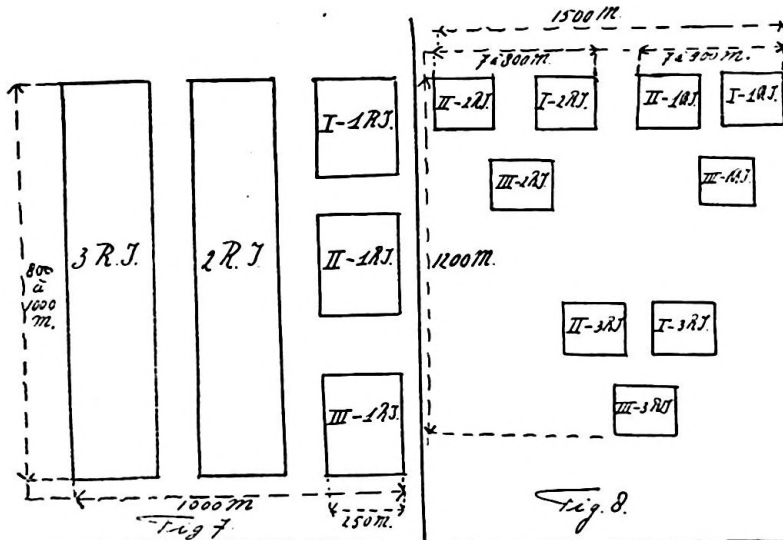 I-1RJ.
3 R.J.
2 R.J.
II-1RJ.
800
à
1000
m.
III-1RJ.
1000 m
250 m.
Fig 7
1500 m.
7 à 800 m.
7 à 900 m.
II-2RJ.
I-2RJ.
II-1RJ.
I-1RJ.
III-2RJ.
III-1RJ.
1200 m.
II-3RJ.
I-3RJ.
III-3RJ.
Fig. 8.